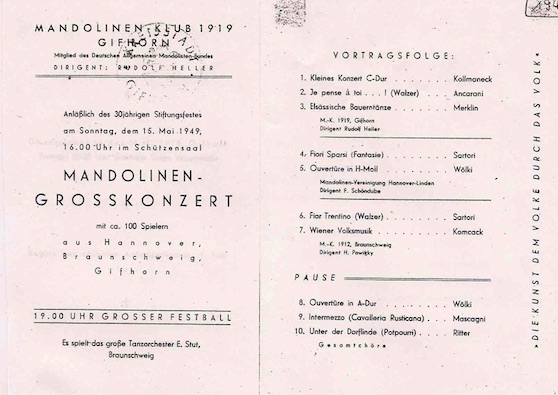 MANDOLINEN KLUB 1919
GIFHORN
Mitglied des Deutschen Allgemeinen Mandolisten-Bundes
DIRIGENT: RUDOLF HELLER
Anläßlich des 30jährigen Stiftungsfestes
am Sonntag, dem 15. Mai 1949,
16.00 Uhr im Schützensaal
MANDOLINEN-
GROSSKONZERT
mit ca. 100 Spielern
aus Hannover,
Braunschweig,
Gifhorn
19.00 UHR GROSSER FESTBALL
Es spielt das große Tanzorchester E. Stut,
Braunschweig
VORTRAGSFOLGE:
1. Kleines Konzert C-Dur . . . . . . . Kollmaneck
2. Je pense à toi . . . ! (Walzer) . . . . Ancarani
3. Elsässische Bauerntänze . . . . . . . Merklin
M.-K. 1919, Gifhorn
Dirigent Rudolf Heller
4. Fiori Sparsi (Fantasie) . . . . . . . Sartori
5. Ouvertüre in H-Moll . . . . . . . . Wölki
Mandolinen-Vereinigung Hannover-Linden
Dirigent F. Schöndube
6. Fior Trentino (Walzer) . . . . . . . Sartori
7. Wiener Volksmusik . . . . . . . . Komcack
M.-K. 1912, Braunschweig
Dirigent H. Powitzky
PAUSE
8. Ouvertüre in A-Dur . . . . . . . . Wölki
9. Intermezzo (Cavalleria Rusticana) . . . Mascagni
10. Unter der Dorflinde (Potpourri) . . . . Ritter
Gesamtchöre
»DIE KUNST DEM VOLKE DURCH DAS VOLK«